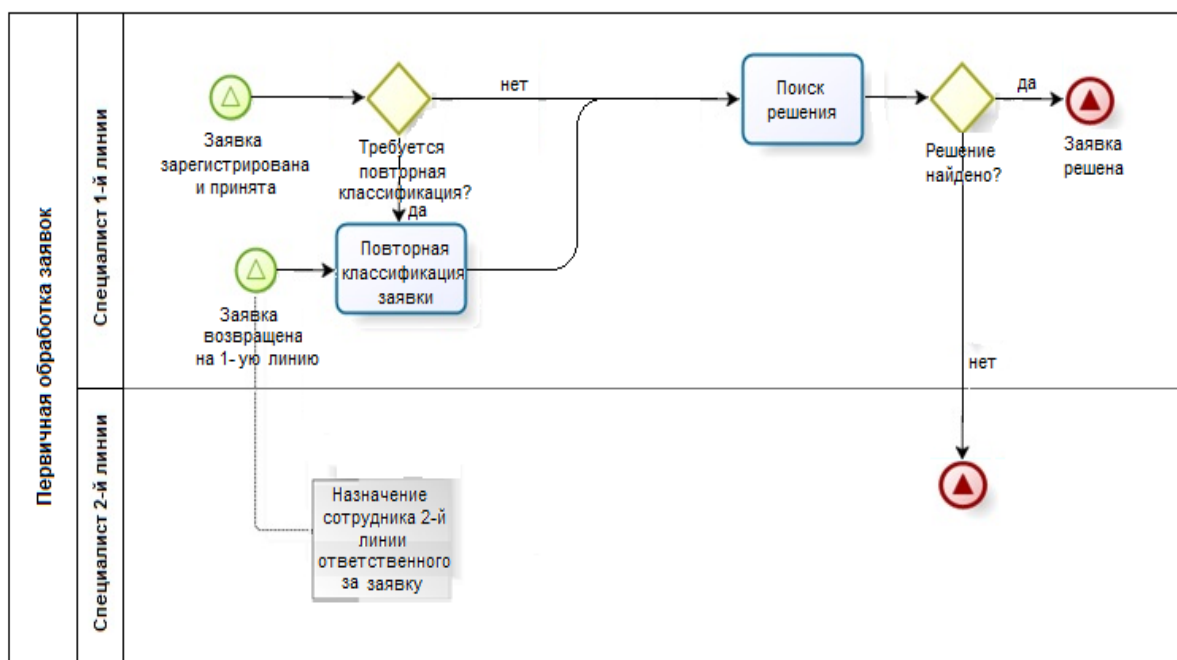 Первичная обработка заявок
Специалист 1-й линии
Заявка
зарегистрирована
и принята
Требуется
повторная
классификация?
нет
да
Поиск
решения
Решение
найдено?
да
Заявка
решена
Заявка
возвращена
на 1- ую линию
Повторная
классификация
заявки
нет
Специалист 2-й линии
Назначение
сотрудника 2-й
линии
ответственного
за заявку